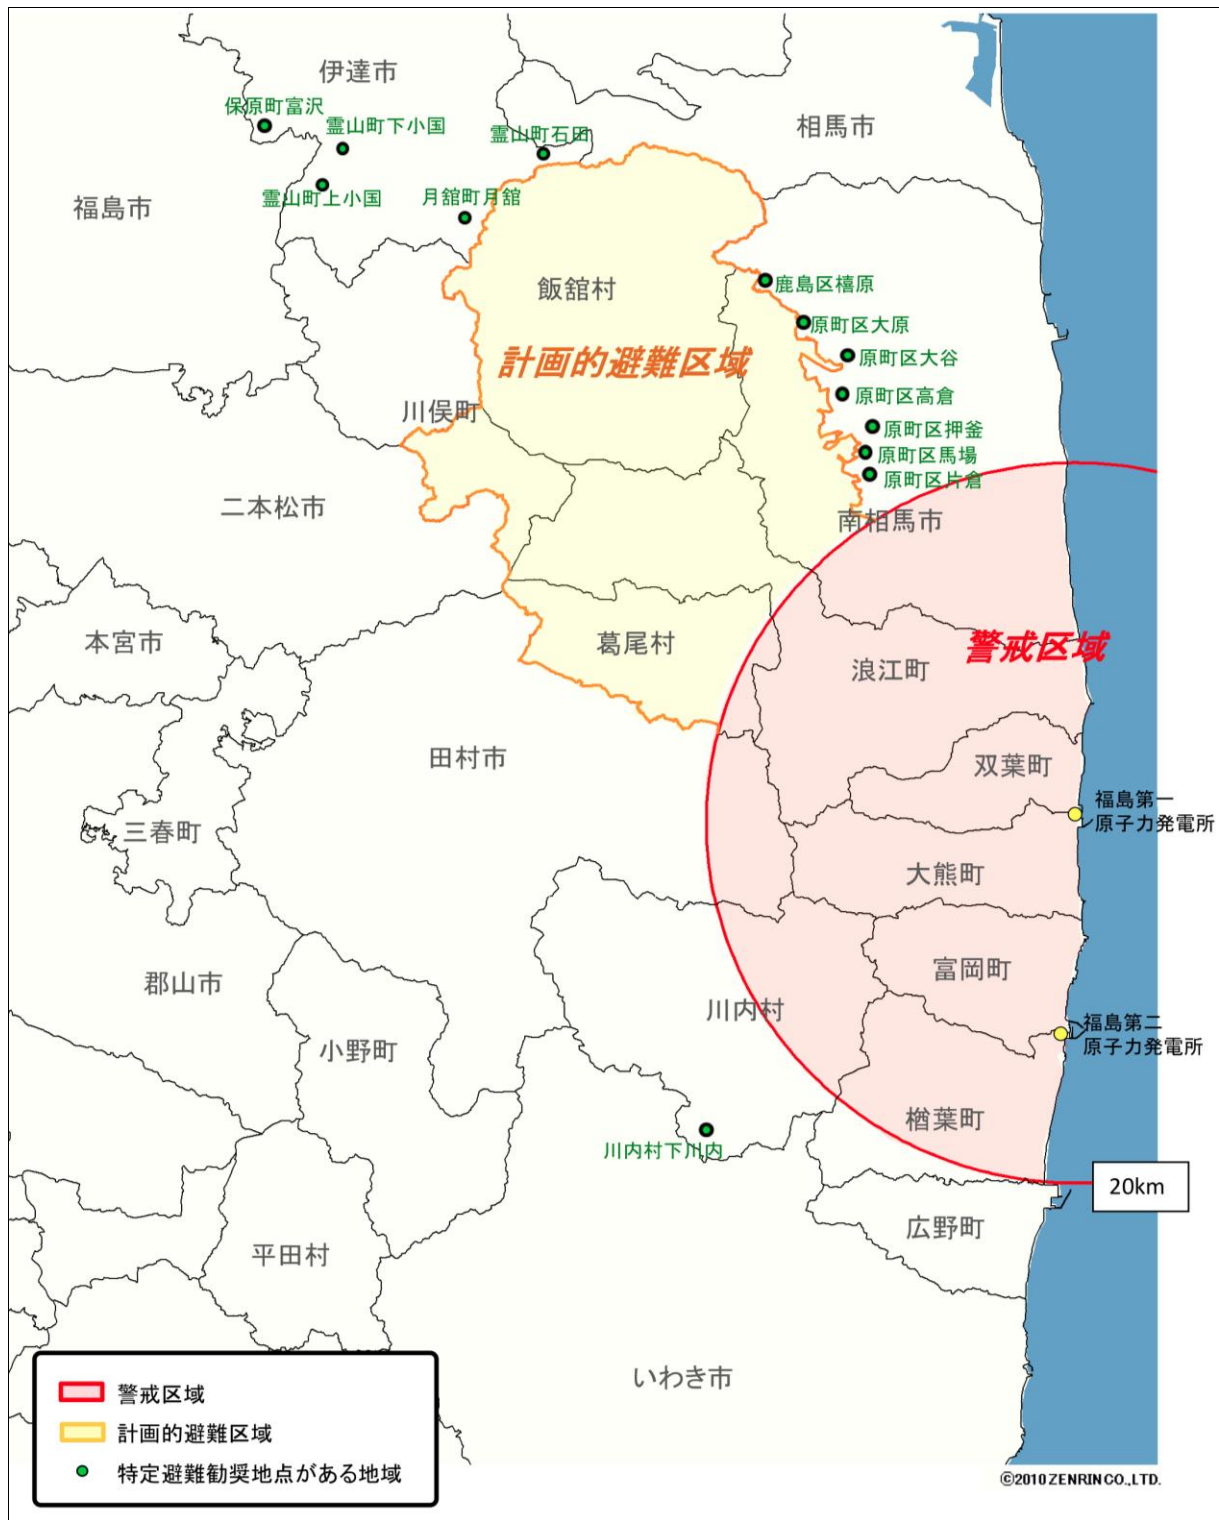 伊達市
保原町富沢
霊山町下小国
相馬市
霊山町石田
霊山町上小国
月舘町月舘
福島市
飯舘村
鹿島区橲原
原町区大原
計画的避難区域
原町区大谷
川俣町
原町区高倉
原町区押釜
原町区馬場
原町区片倉
二本松市
南相馬市
本宮市
葛尾村
警戒区域
浪江町
田村市
双葉町
福島第一
原子力発電所
三春町
大熊町
郡山市
富岡町
川内村
福島第二
原子力発電所
小野町
楢葉町
川内村下川内
20km
広野町
平田村
いわき市
警戒区域
計画的避難区域
特定避難勧奨地点がある地域
©2010 ZENRIN CO., LTD.